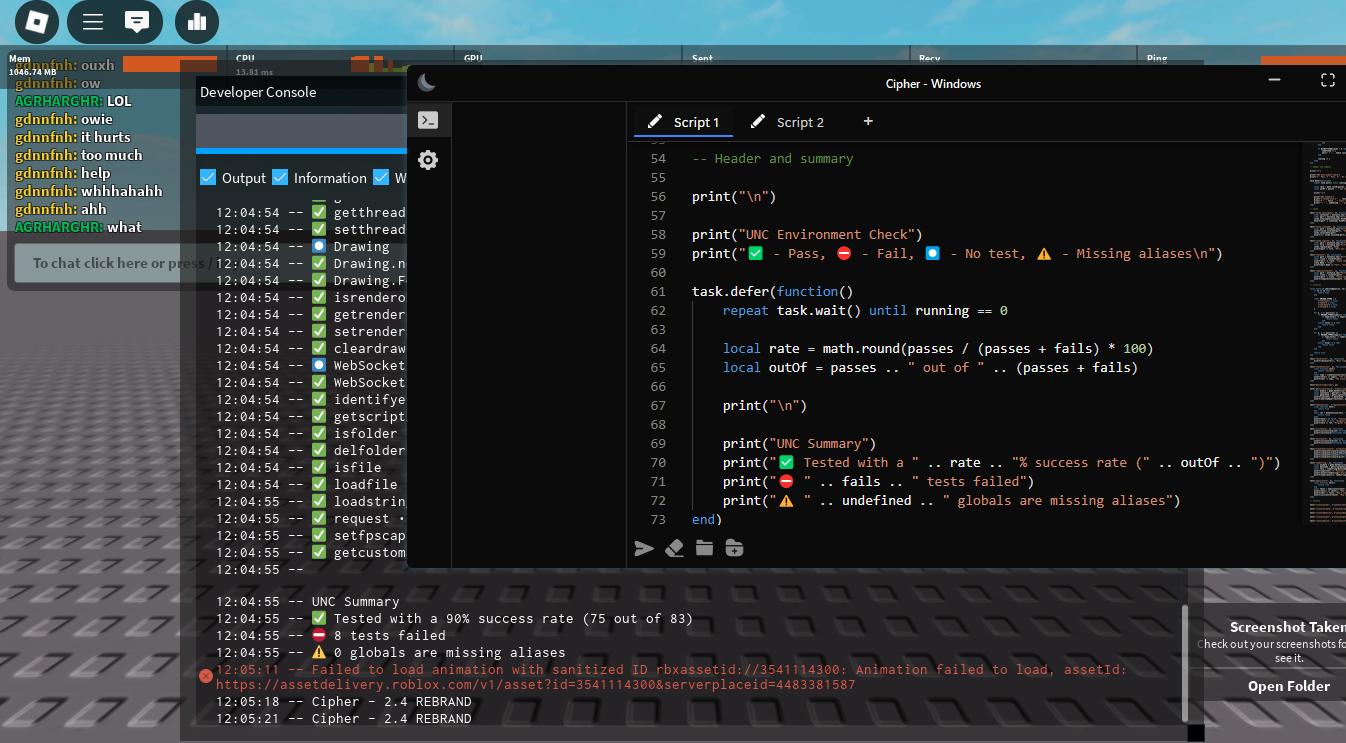 Mem
1046.74 MB
CPU
13.81 ms
GPU
Sent
Recv
Ping
gdnnfnh: ouxh
gdnnfnh: ow
AGRHARGHR: LOL
gdnnfnh: owie
gdnnfnh: it hurts
gdnnfnh: too much
gdnnfnh: help
gdnnfnh: whhhahahh
gdnnfnh: ahh
AGRHARGHR: what
To chat click here or press /
Developer Console
Output
Information
W
12:04:54 -- ✅ getthread
12:04:54 -- ✅ setthread
12:04:54 -- ⏺️ Drawing
12:04:54 -- ✅ Drawing.n
12:04:54 -- ✅ Drawing.F
12:04:54 -- ✅ isrendero
12:04:54 -- ✅ getrender
12:04:54 -- ✅ setrender
12:04:54 -- ✅ cleardraw
12:04:54 -- ⏺️ WebSocket
12:04:54 -- ✅ WebSocket
12:04:54 -- ✅ identifye
12:04:54 -- ✅ getscript
12:04:54 -- ✅ isfolder
12:04:54 -- ✅ delfolder
12:04:54 -- ✅ isfile
12:04:54 -- ✅ loadfile
12:04:55 -- ✅ loadstrin
12:04:55 -- ✅ request •
12:04:55 -- ✅ setfpscap
12:04:55 -- ✅ getcustom
12:04:55 --
12:04:55 -- UNC Summary
12:04:55 -- ✅ Tested with a 90% success rate (75 out of 83)
12:04:55 -- ⛔ 8 tests failed
12:04:55 -- ⚠️ 0 globals are missing aliases
12:05:11 -- Failed to load animation with sanitized ID rbxassetid://3541114300: Animation failed to load, assetId:
https://assetdelivery.roblox.com/v1/asset?id=3541114300&serverplaceid=4483381587
12:05:18 -- Cipher - 2.4 REBRAND
12:05:21 -- Cipher - 2.4 REBRAND
Cipher - Windows
Script 1
Script 2
+
54 -- Header and summary
55
56 print("\n")
57
58 print("UNC Environment Check")
59 print("✅ - Pass, ⛔ - Fail, ⏺️ - No test, ⚠️ - Missing aliases\n")
60
61 task.defer(function()
62 repeat task.wait() until running == 0
63
64 local rate = math.round(passes / (passes + fails) * 100)
65 local outOf = passes .. " out of " .. (passes + fails)
66
67 print("\n")
68
69 print("UNC Summary")
70 print("✅ Tested with a " .. rate .. "% success rate (" .. outOf .. ")")
71 print("⛔ " .. fails .. " tests failed")
72 print("⚠️ " .. undefined .. " globals are missing aliases")
73 end)
Screenshot Taken
Check out your screenshots fo
see it.
Open Folder